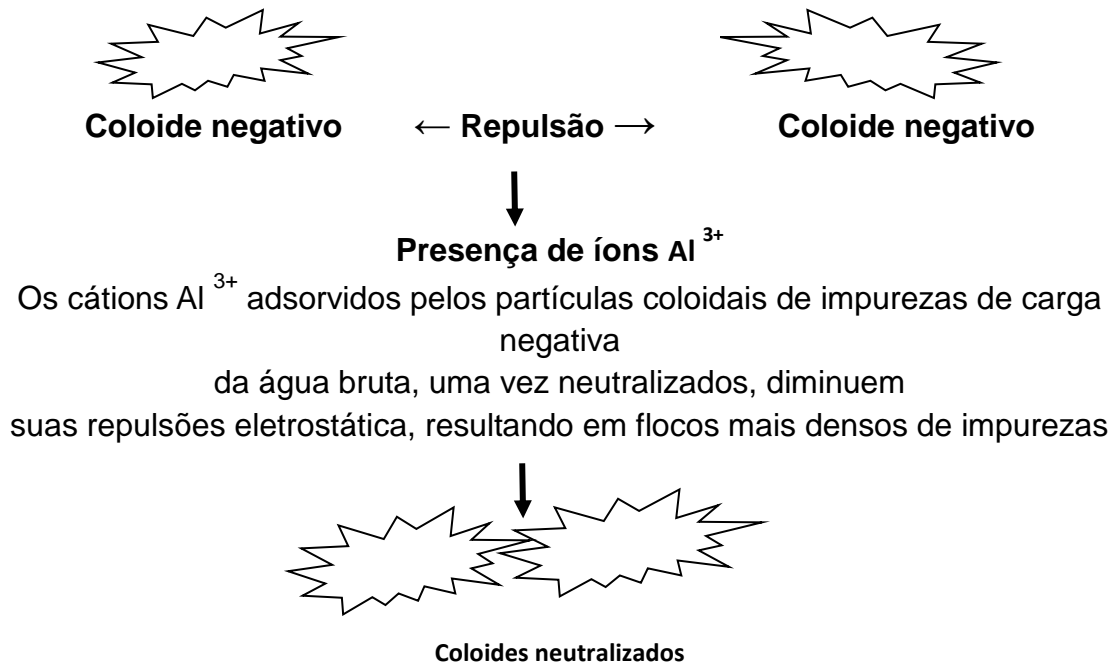 Coloide negativo ← Repulsão → Coloide negativo
Presença de íons Al 3+
Os cátions Al 3+ adsorvidos pelos partículas coloidais de impurezas de carga
negativa
da água bruta, uma vez neutralizados, diminuem
suas repulsões eletrostática, resultando em flocos mais densos de impurezas
Coloides neutralizados